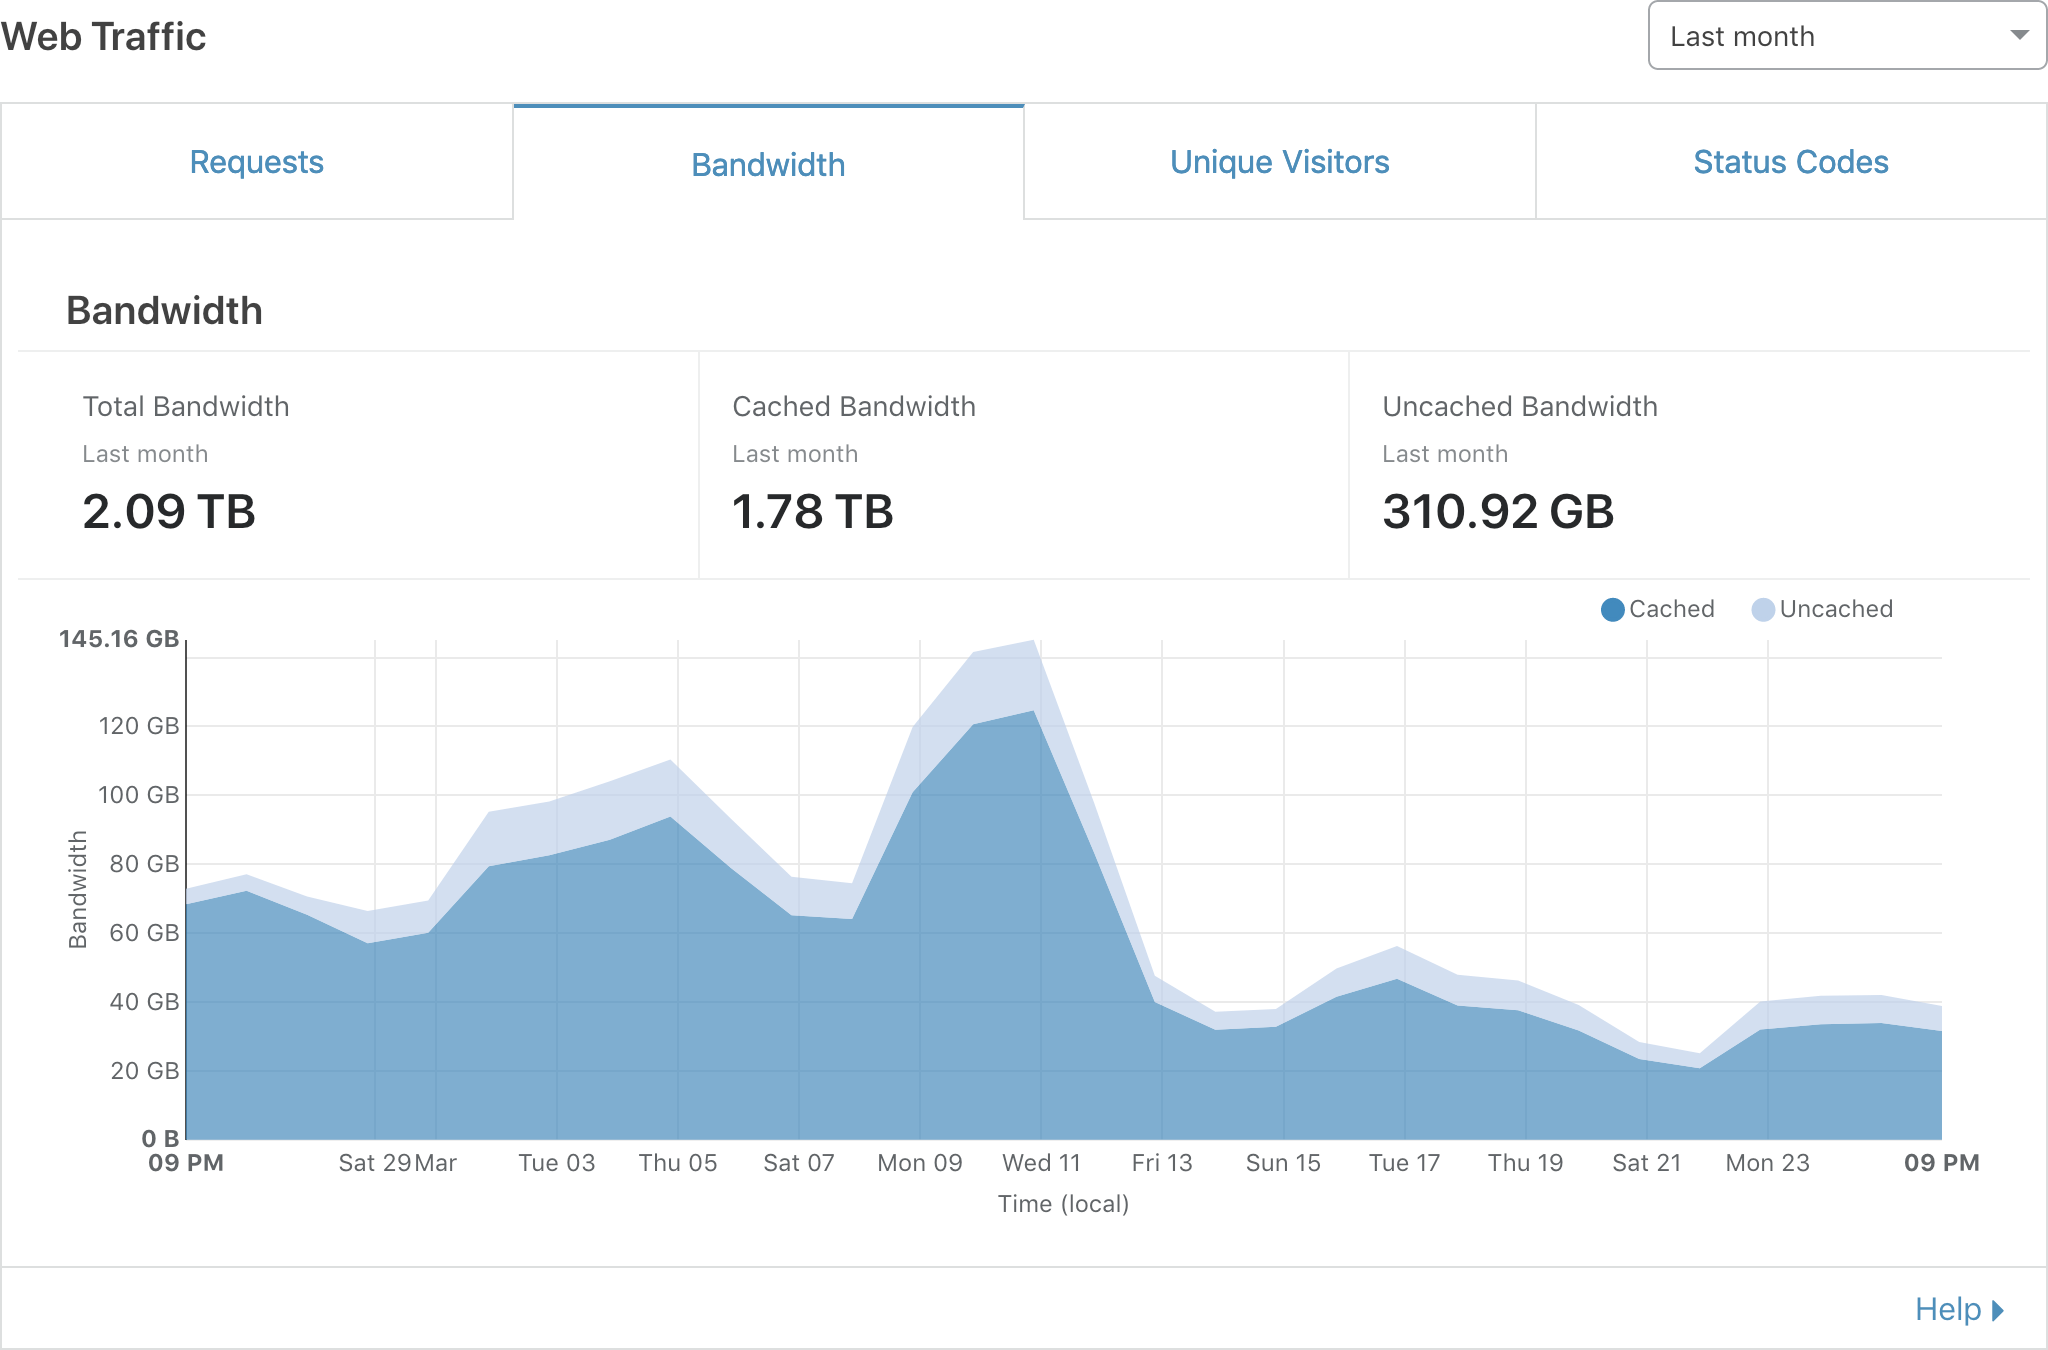 Web Traffic
Last month
Requests
Bandwidth
Unique Visitors
Status Codes
Bandwidth
Total Bandwidth
Last month
2.09 TB
Cached Bandwidth
Last month
1.78 TB
Uncached Bandwidth
Last month
310.92 GB
Cached
Uncached
145.16 GB
120 GB
100 GB
80 GB
60 GB
40 GB
20 GB
0 B
Bandwidth
09 PM
Sat 29
Mar
Tue 03
Thu 05
Sat 07
Mon 09
Wed 11
Fri 13
Sun 15
Tue 17
Thu 19
Sat 21
Mon 23
09 PM
Time (local)
Help